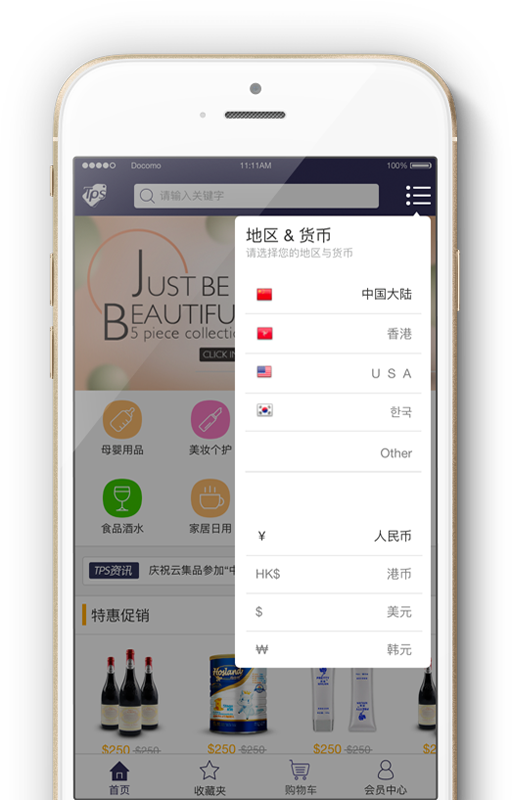 Docomo 11:11AM 100%
Tps
请输入关键字
地区 & 货币
请选择您的地区与货币
中国大陆
香港
U S A
한국
Other
¥ 人民币
HK$ 港币
$ 美元
₩ 韩元
JUST BE
BEAUTIFU
5 piece collectio
CLICK IN
母婴用品 美妆个护
食品酒水 家居日用
TPS资讯 庆祝云集品参加“中
特惠促销
Hosland
1
$250 $250 $250 $250 $250 $250 $25
首页 收藏夹 购物车 会员中心